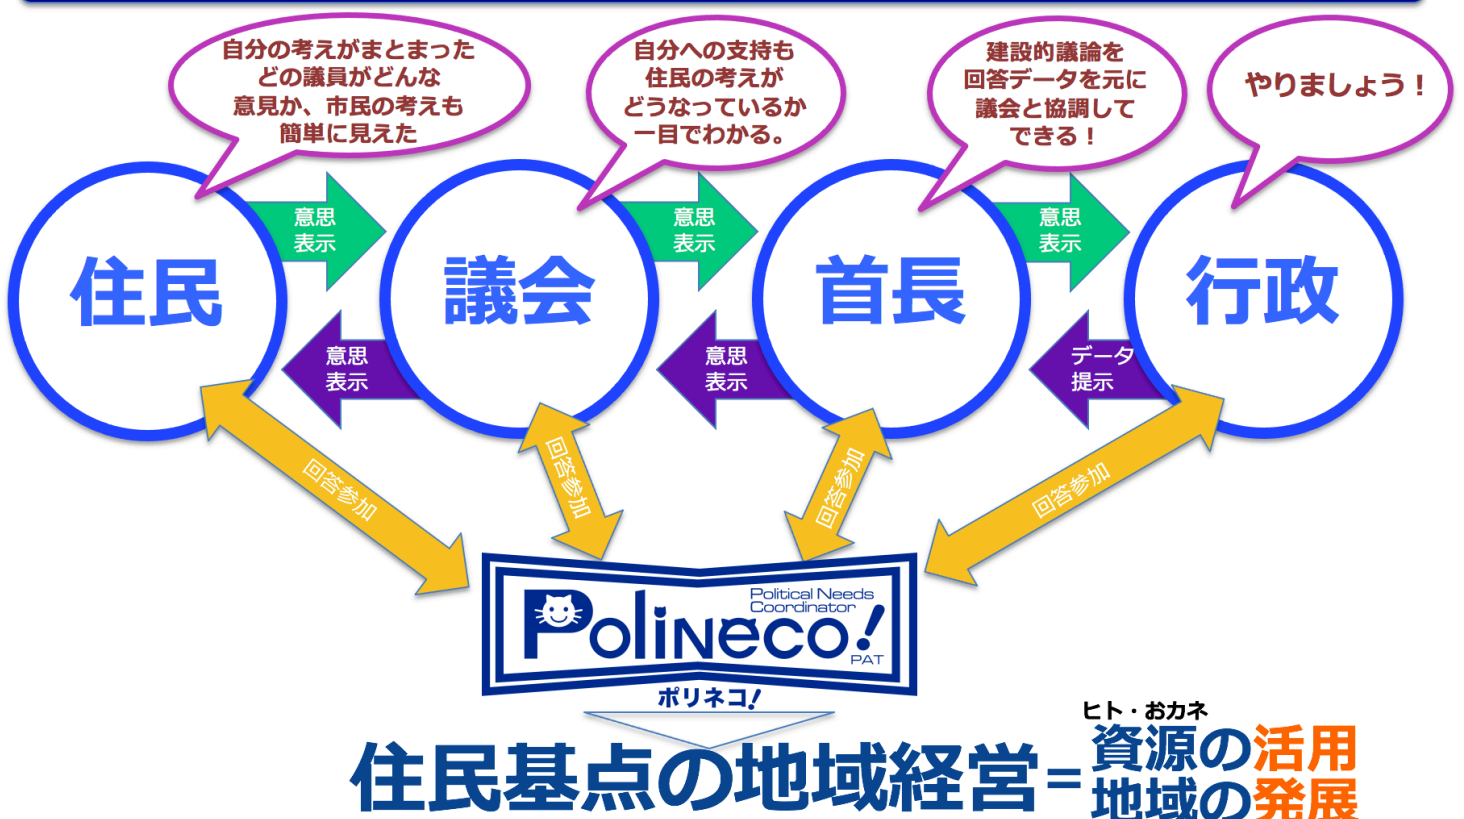 自分の考えがまとまった
どの議員がどんな
意見か、市民の考えも
簡単に見えた
自分への支持も
住民の考えが
どうなっているか
一目でわかる。
建設的議論を
回答データを元に
議会と協調して
できる！
やりましょう！
意思
表示
意思
表示
意思
表示
住民
議会
首長
行政
意思
表示
意思
表示
データ
提示
回答参加
回答参加
回答参加
回答参加
Political Needs
Coordinator
PoliNeco!
PAT
ポリネコ!
ヒト・おカネ
住民基点の地域経営=
資源の活用
地域の発展